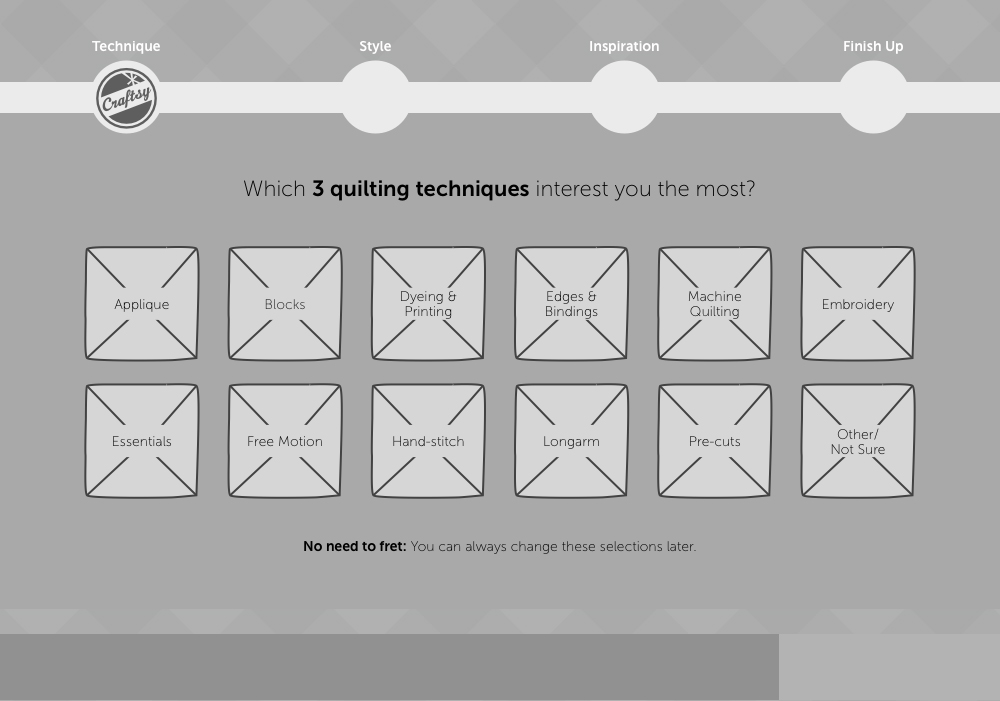 Technique
Style
Inspiration
Finish Up
Craftsy
Which 3 quilting techniques interest you the most?
Applique
Blocks
Dyeing &
Printing
Edges &
Bindings
Machine
Quilting
Embroidery
Essentials
Free Motion
Hand-stitch
Longarm
Pre-cuts
Other/
Not Sure
No need to fret: You can always change these selections later.